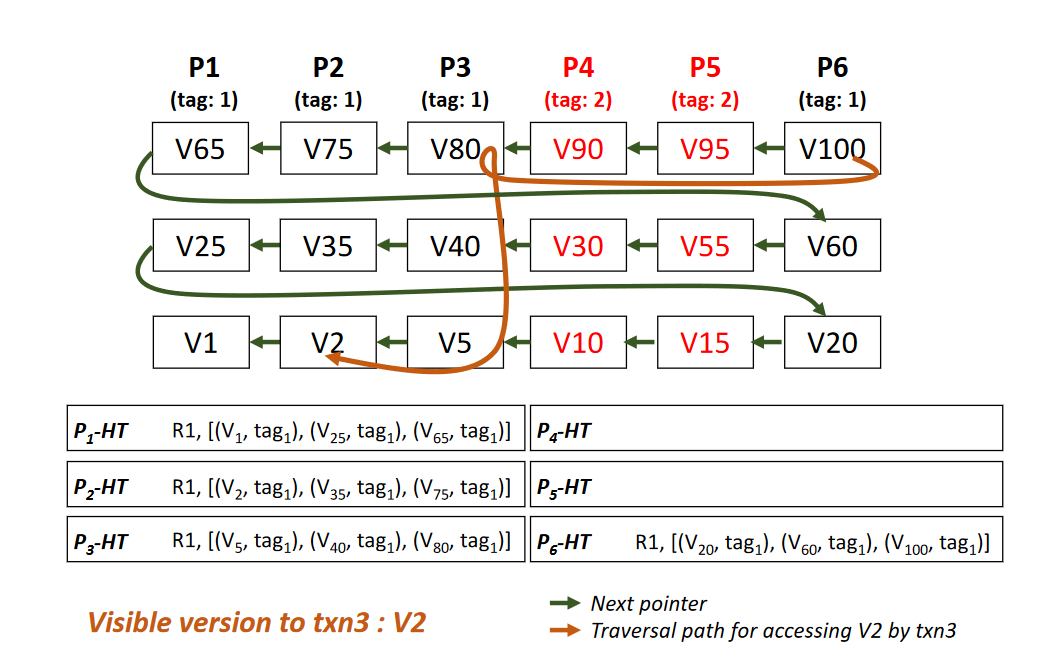 P1 P2 P3 P4 P5 P6
(tag: 1) (tag: 1) (tag: 1) (tag: 2) (tag: 2) (tag: 1)
V65 V75 V80 V90 V95 V100
V25 V35 V40 V30 V55 V60
V1 V2 V5 V10 V15 V20
P1-HT R1, [(V1, tag1), (V25, tag1), (V65, tag1)] P4-HT
P2-HT R1, [(V2, tag1), (V35, tag1), (V75, tag1)] P5-HT
P3-HT R1, [(V5, tag1), (V40, tag1), (V80, tag1)] P6-HT R1, [(V20, tag1), (V60, tag1), (V100, tag1)]
Visible version to txn3 : V2
Next pointer
Traversal path for accessing V2 by txn3